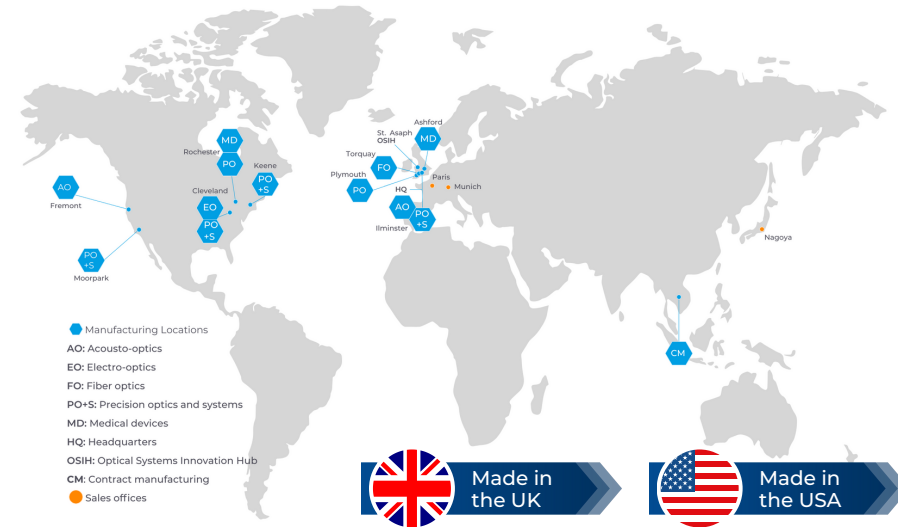 Ashford
St. Asaph
OSIH
MD
MD
Rochester
PO
Keene
PO
+S
Torquay
FO
Plymouth
PO
Paris
Munich
HQ
AO
Fremont
Cleveland
EO
PO
+S
AO
PO
+S
Ilminster
Nagoya
PO
+S
Moorpark
CM
Manufacturing Locations
AO: Acousto-optics
EO: Electro-optics
FO: Fiber optics
PO+S: Precision optics and systems
MD: Medical devices
HQ: Headquarters
OSIH: Optical Systems Innovation Hub
CM: Contract manufacturing
Sales offices
Made in
the UK
Made in
the USA